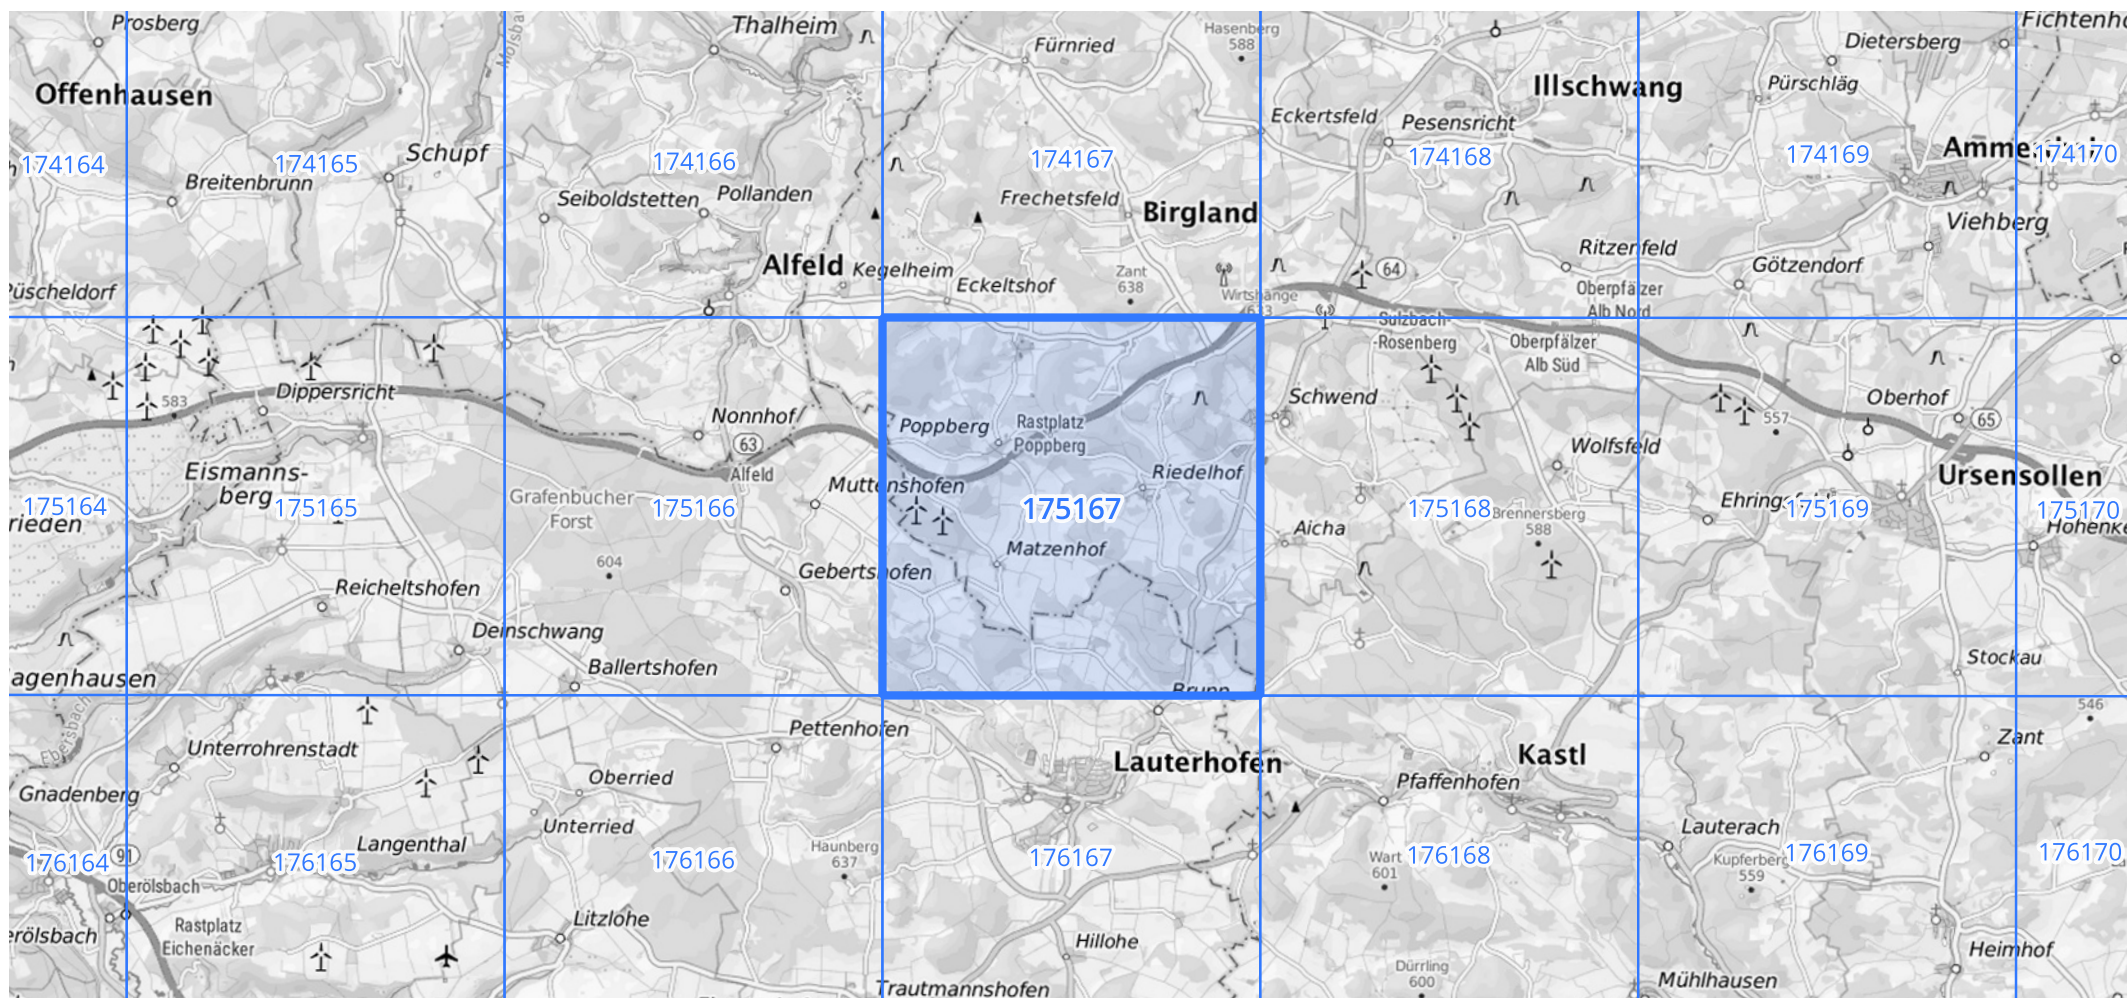 Prosberg
Thalheim
Fürnried
Hasenberg
588
Dietersberg
Offenhausen
Eckertsfeld
Pesensricht
Illschwang
Pürschläg
174164
174165
Schupf
174166
174167
174168
174169
174170
Breitenbrunn
Seiboldstetten
Pollanden
Frechetsfeld
Birgland
Viehberg
Püscheldorf
Alfeld
Kegelheim
Eckeltshof
Zant
638
Wirtshänge
633
64
Ritzenfeld
Oberpfälzer
Alb Nord
Götzendorf
583
Dippersricht
Nonnhof
63
Alfeld
Poppberg
Rastplatz
Poppberg
Schwend
Sulzbach-
-Rosenberg
Oberpfälzer
Alb Süd
557
Oberhof
65
Eismanns-
berg
Grafenbucher
Forst
Muttenshofen
Riedelhof
Wolfsfeld
Ursensollen
175164
175165
175166
175167
175168
175169
175170
rieden
604
Gebertshofen
Matzenhof
Aicha
Brennersberg
588
Reicheltshofen
Deinschwang
Ballertshofen
agenhausen
Brunn
Stockau
546
Ebersbach
Unterrohrenstadt
Pettenhofen
Lauterhofen
Kastl
Zant
Gnadenberg
Oberried
Unterried
Pfaffenhofen
Lauterach
91
Langenthal
Haunberg
637
Wart
601
Kupferberg
559
176164
176165
176166
176167
176168
176169
176170
Oberölsbach
erölsbach
Rastplatz
Eichenäcker
Litzlohe
Hillohe
Heimhof
Trautmannshofen
Dürrling
600
Mühlhausen